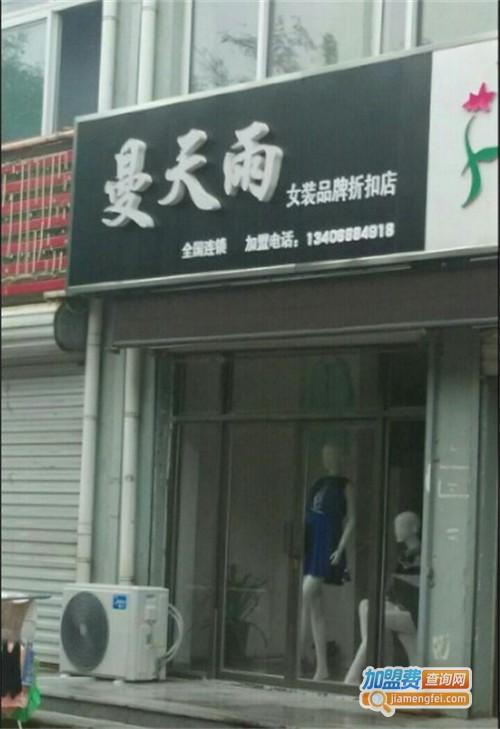 曼天雨
女装品牌折扣店
全国连锁 加盟电话：13406684918
加盟费查询网
jiamengfei.com